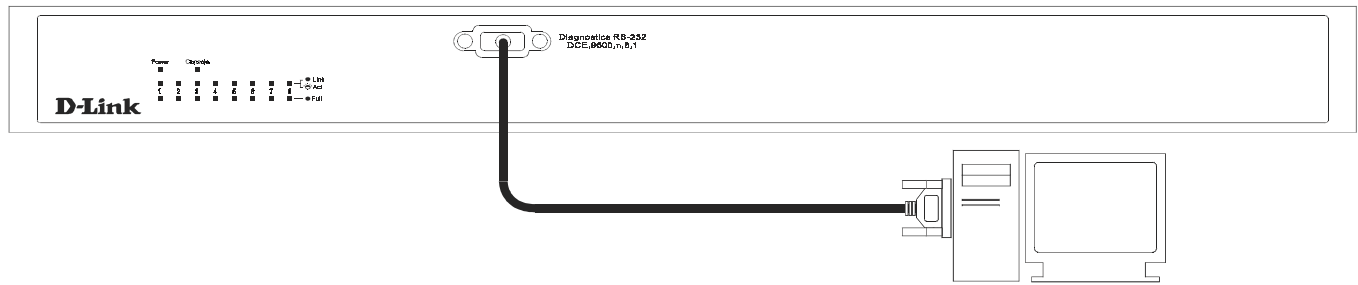 Diagnostics RS-232
DCE,9600,n,8,1
Power Console
Link
Act
1 2 3 4 5 6 7 8
Full
D-Link